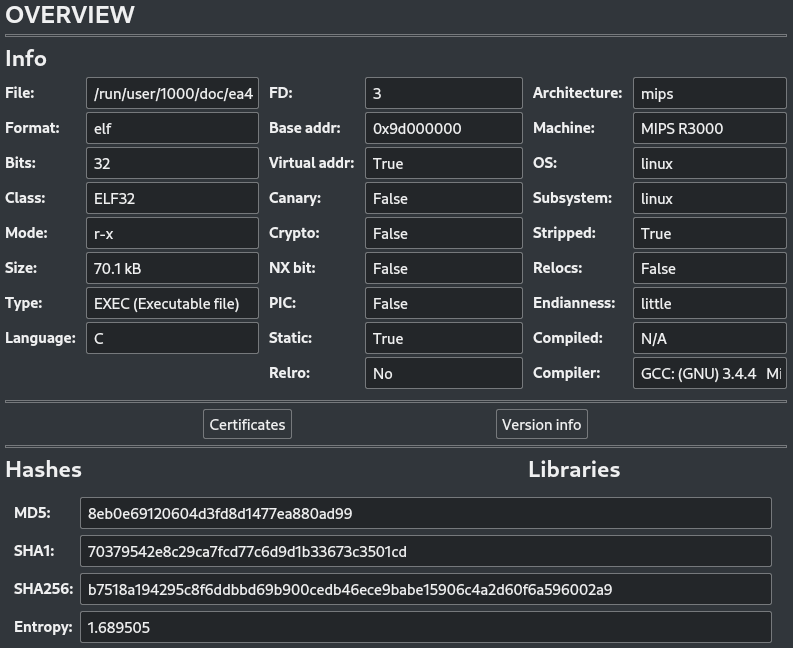 OVERVIEW
Info
File: /run/user/1000/doc/ea4 FD: 3 Architecture: mips
Format: elf Base addr: 0x9d000000 Machine: MIPS R3000
Bits: 32 Virtual addr: True OS: linux
Class: ELF32 Canary: False Subsystem: linux
Mode: r-x Crypto: False Stripped: True
Size: 70.1 kB NX bit: False Relocs: False
Type: EXEC (Executable file) PIC: False Endianness: little
Language: C Static: True Compiled: N/A
Relro: No Compiler: GCC: (GNU) 3.4.4 Mi
Certificates Version info
Hashes Libraries
MD5: 8eb0e69120604d3fd8d1477ea880ad99
SHA1: 70379542e8c29ca7fcd77c6d9d1b33673c3501cd
SHA256: b7518a194295c8f6ddbbd69b900cedb46ece9babe15906c4a2d60f6a596002a9
Entropy: 1.689505